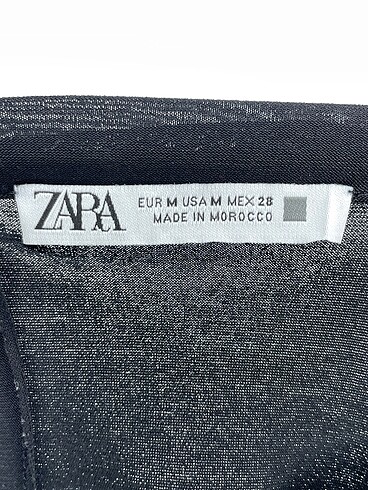 ZARA
EUR M USA M MEX 28
MADE IN MOROCCO